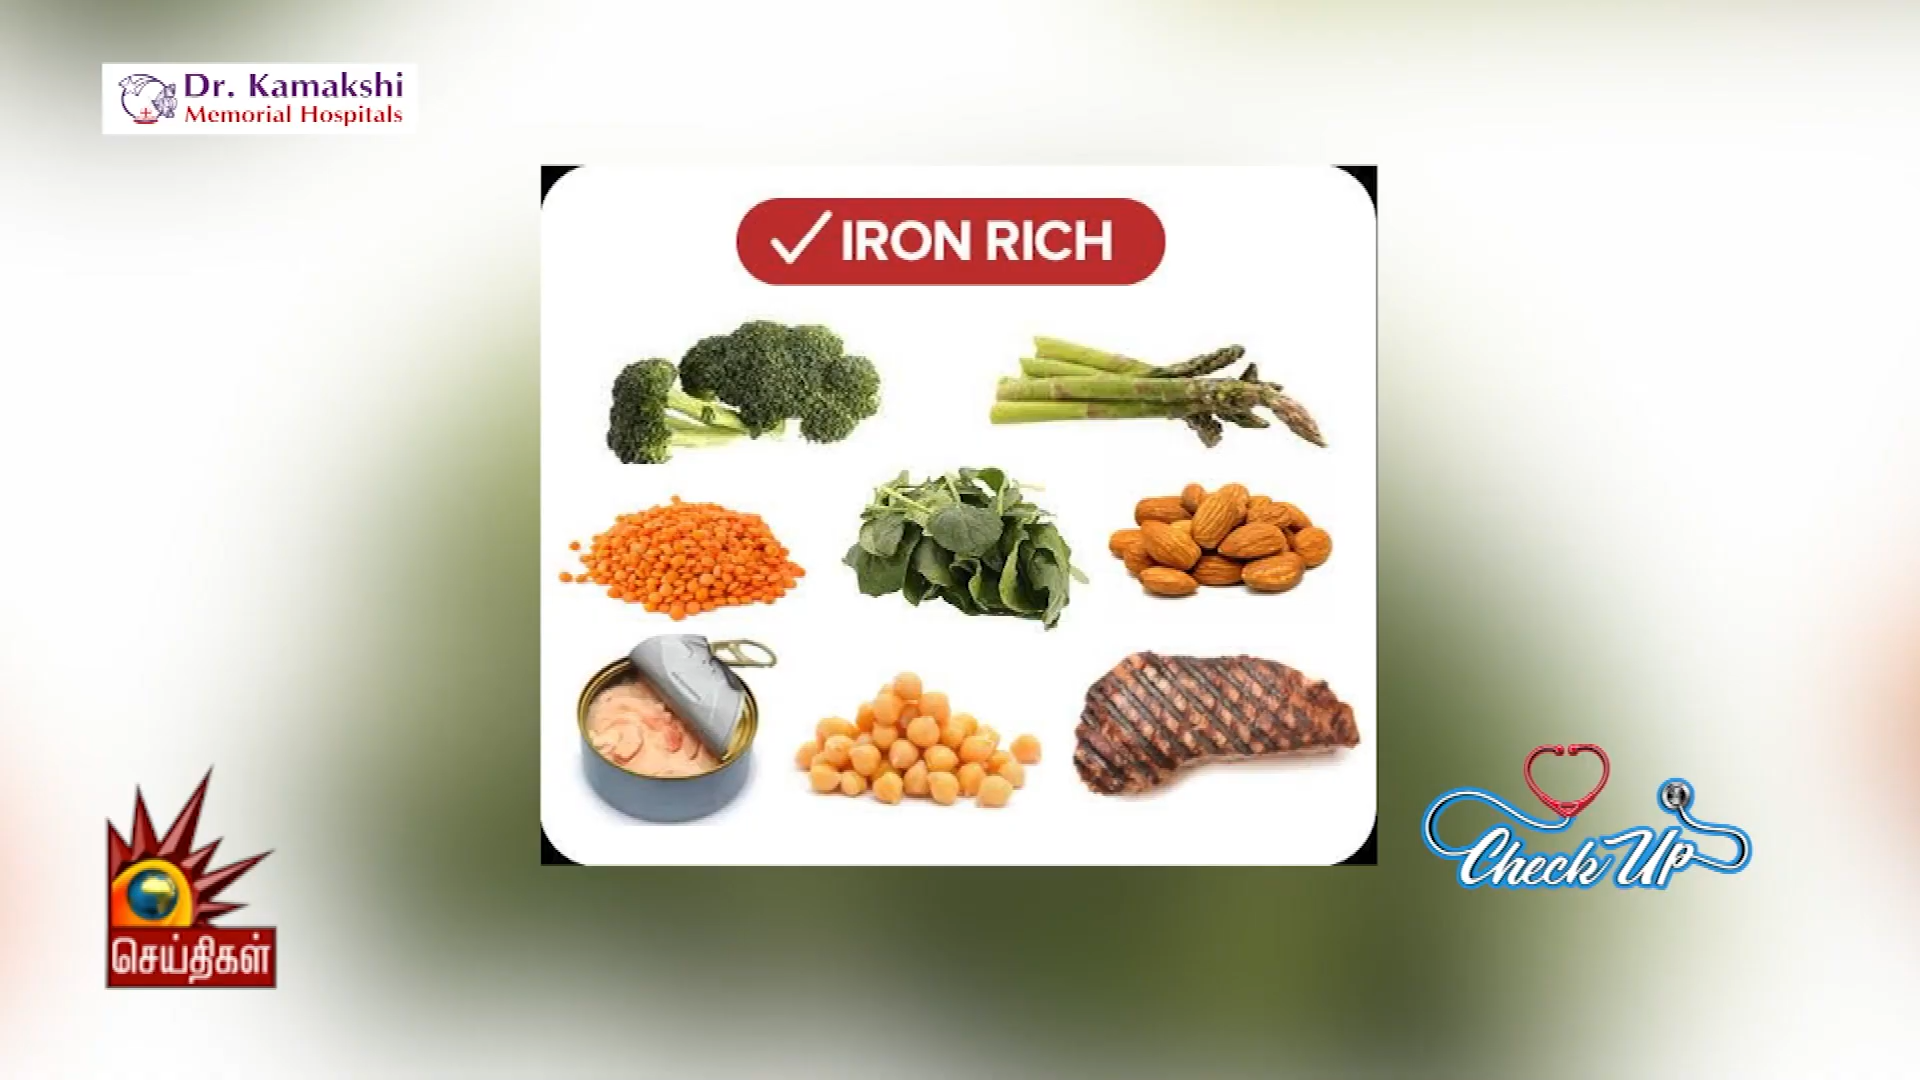 Dr. Kamakshi
Memorial Hospitals
IRON RICH
Check Up
செய்திகள்